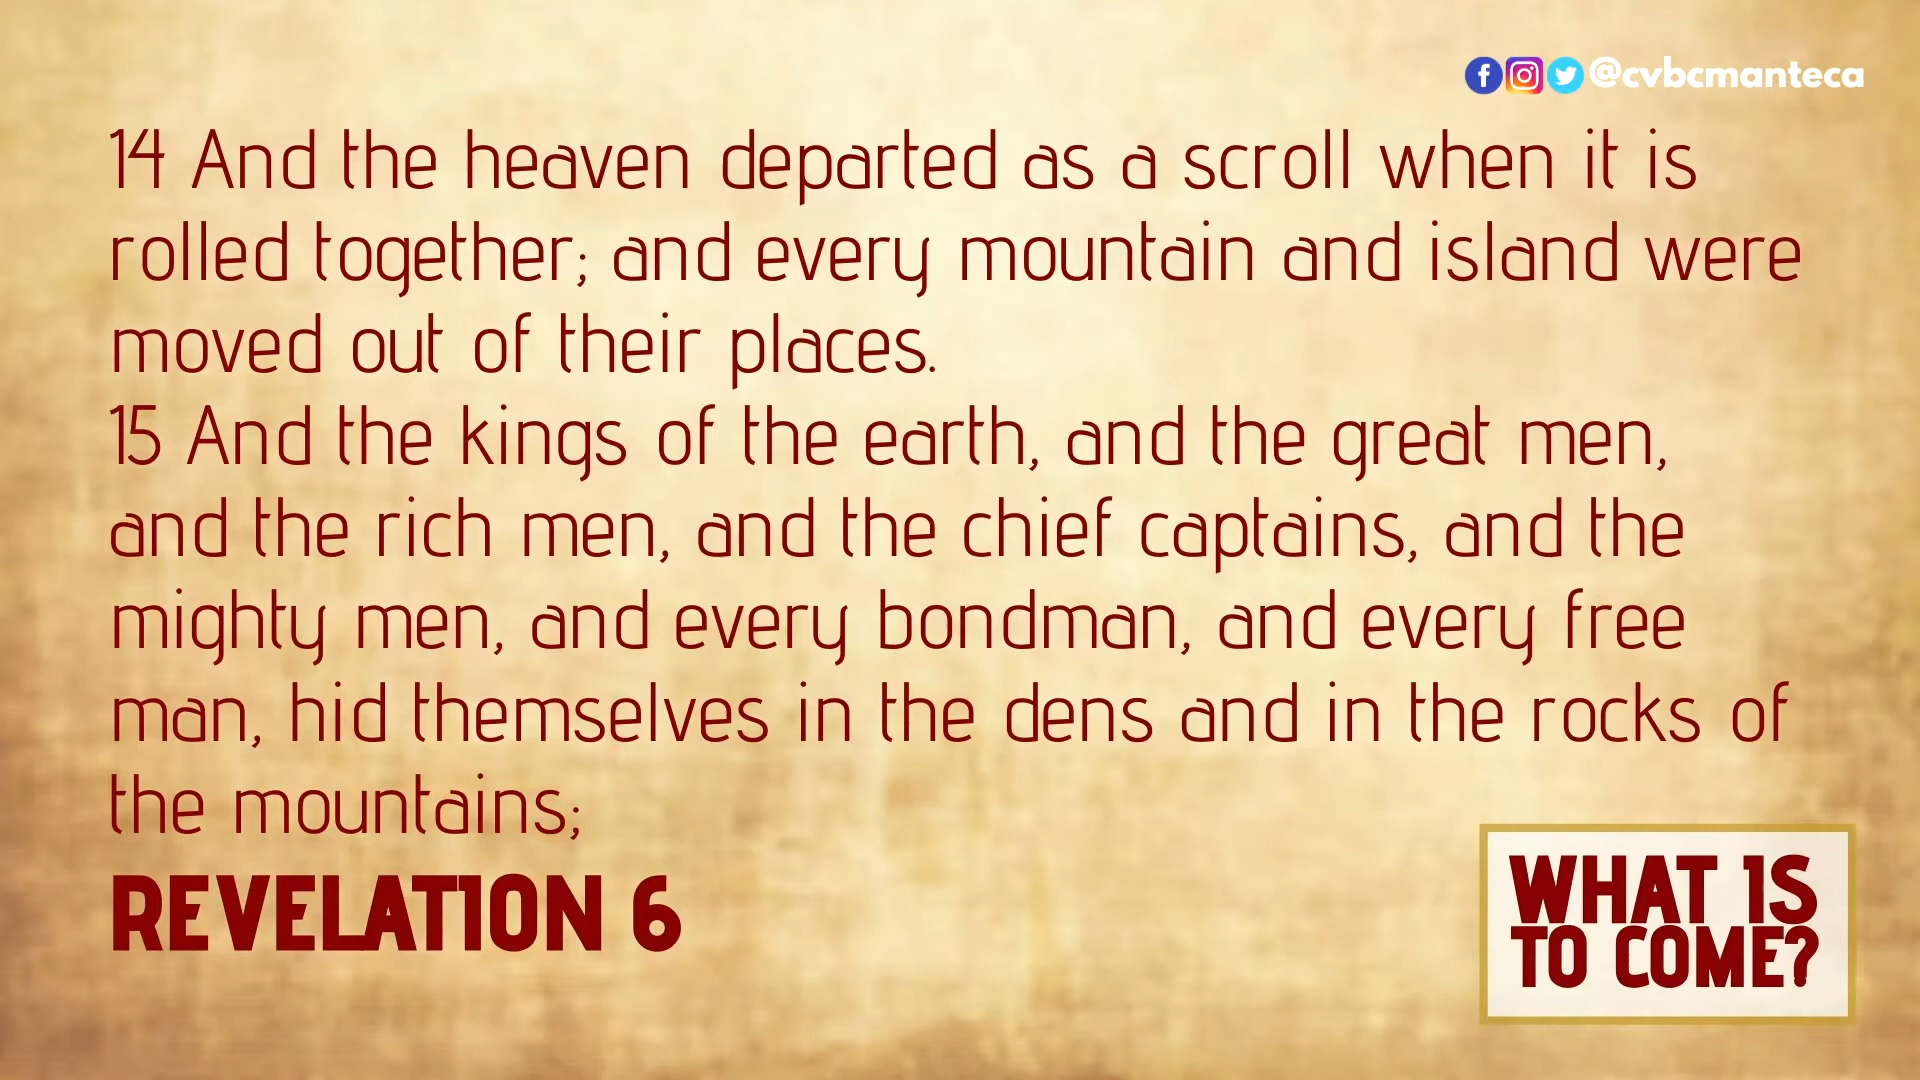 @cvbcmanteca
14 And the heaven departed as a scroll when it is
rolled together; and every mountain and island were
moved out of their places.
15 And the kings of the earth, and the great men,
and the rich men, and the chief captains, and the
mighty men, and every bondman, and every free
man, hid themselves in the dens and in the rocks of
the mountains;
REVELATION 6
WHAT IS
TO COME?